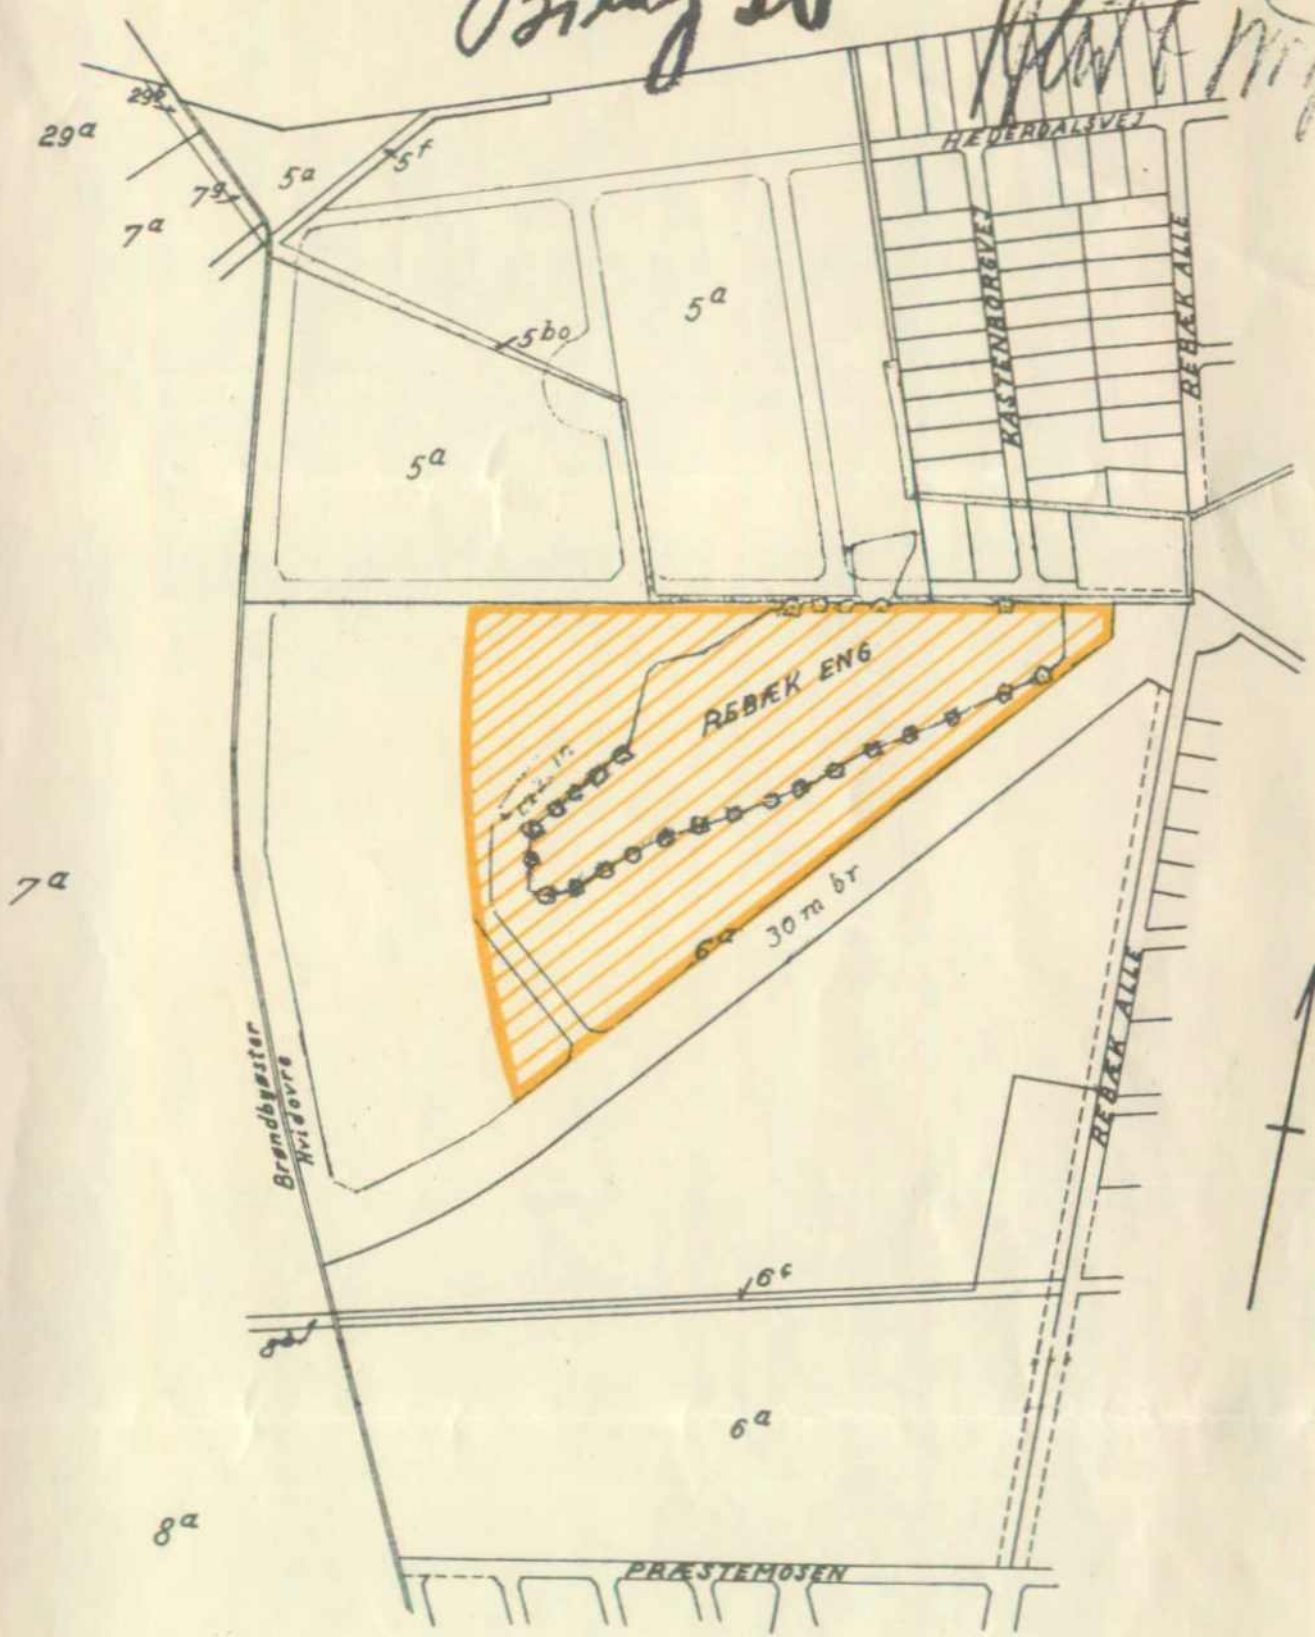 Bilag
29a
7g
7a
5a
5f
HEDERDALSVEJ
KASTENBORGVEJ
REBÆK ALLE
5bo
5a
5a
REBÆK ENG
7a
6a
30 m br
Brøndbyøster
Hvidovre
REBÆK ALLE
6c
6a
8a
PRÆSTEMOSEN